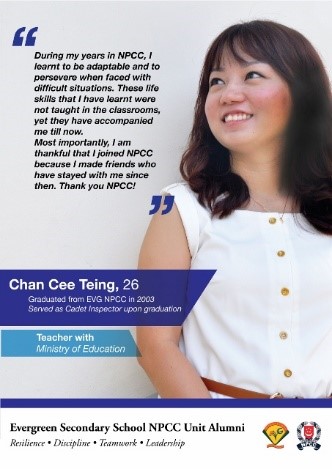 During my years in NPCC, I
learnt to be adaptable and to
persevere when faced with
difficult situations. These life
skills that I have learnt were
not taught in the classrooms,
yet they have accompanied
me till now.
Most importantly, I am
thankful that I joined NPCC
because I made friends who
have stayed with me since
then. Thank you NPCC!
Chan Cee Teing, 26
Graduated from EVG NPCC in 2003
Served as Cadet Inspector upon graduation
Teacher with
Ministry of Education
Evergreen Secondary School NPCC Unit Alumni
Resilience • Discipline • Teamwork • Leadership
NPCC